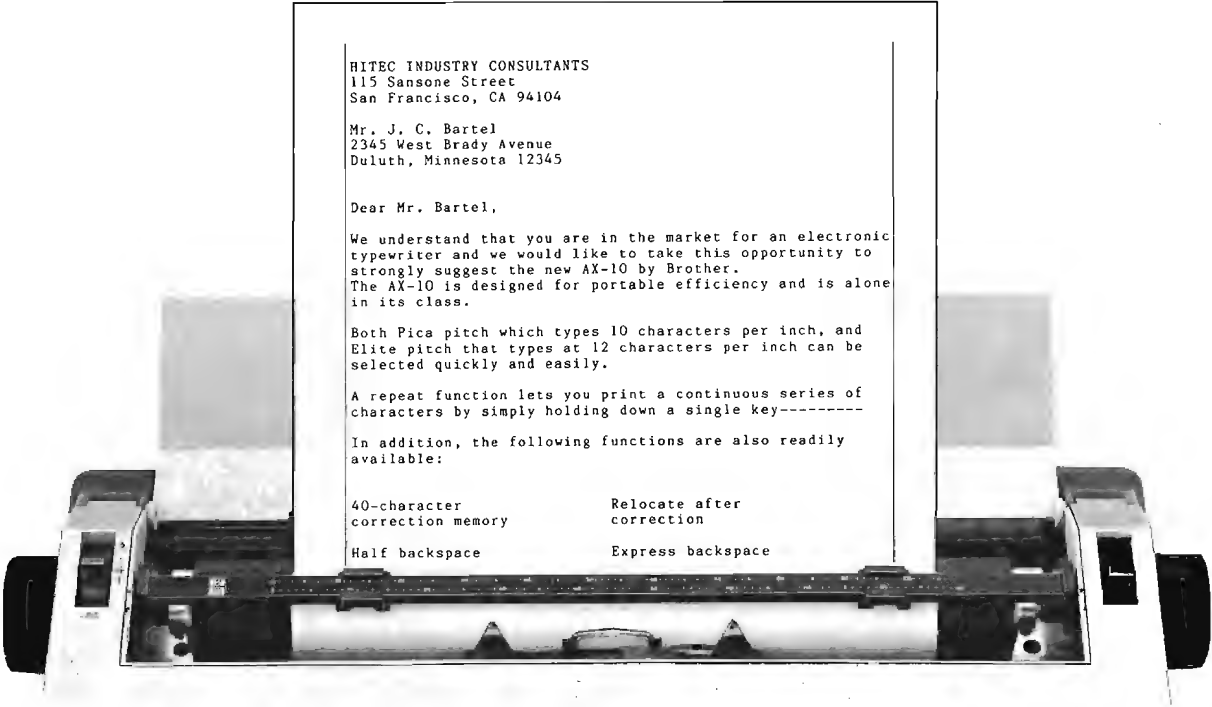 HITEC INDUSTRY CONSULTANTS
115 Sansone Street
San Francisco, CA 94104
Mr. J. C. Bartel
2345 West Brady Avenue
Duluth, Minnesota 12345
Dear Mr. Bartel,
We understand that you are in the market for an electronic
typewriter and we would like to take this opportunity to
strongly suggest the new AX-10 by Brother.
The AX-10 is designed for portable efficiency and is alone
in its class.
Both Pica pitch which types 10 characters per inch, and
Elite pitch that types at 12 characters per inch can be
selected quickly and easily.
A repeat function lets you print a continuous series of
characters by simply holding down a single key---------
In addition, the following functions are also readily
available:
40-character Relocate after
correction memory correction
Half backspace Express backspace